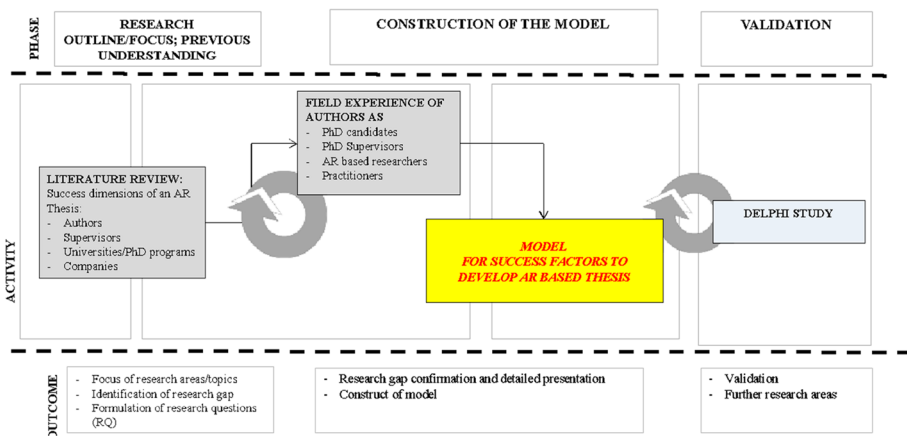 PHASE
RESEARCH
OUTLINE/FOCUS; PREVIOUS
UNDERSTANDING
CONSTRUCTION OF THE MODEL
VALIDATION
ACTIVITY
LITERATURE REVIEW:
Success dimensions of an AR
Thesis:
- Authors
- Supervisors
- Universities/PhD programs
- Companies
FIELD EXPERIENCE OF
AUTHORS AS
- PhD candidates
- PhD Supervisors
- AR based researchers
- Practitioners
MODEL
FOR SUCCESS FACTORS TO
DEVELOP AR BASED THESIS
DELPHI STUDY
OUTCOME
- Focus of research areas/topics
- Identification of research gap
- Formulation of research questions
(RQ)
- Research gap confirmation and detailed presentation
- Construct of model
- Validation
- Further research areas